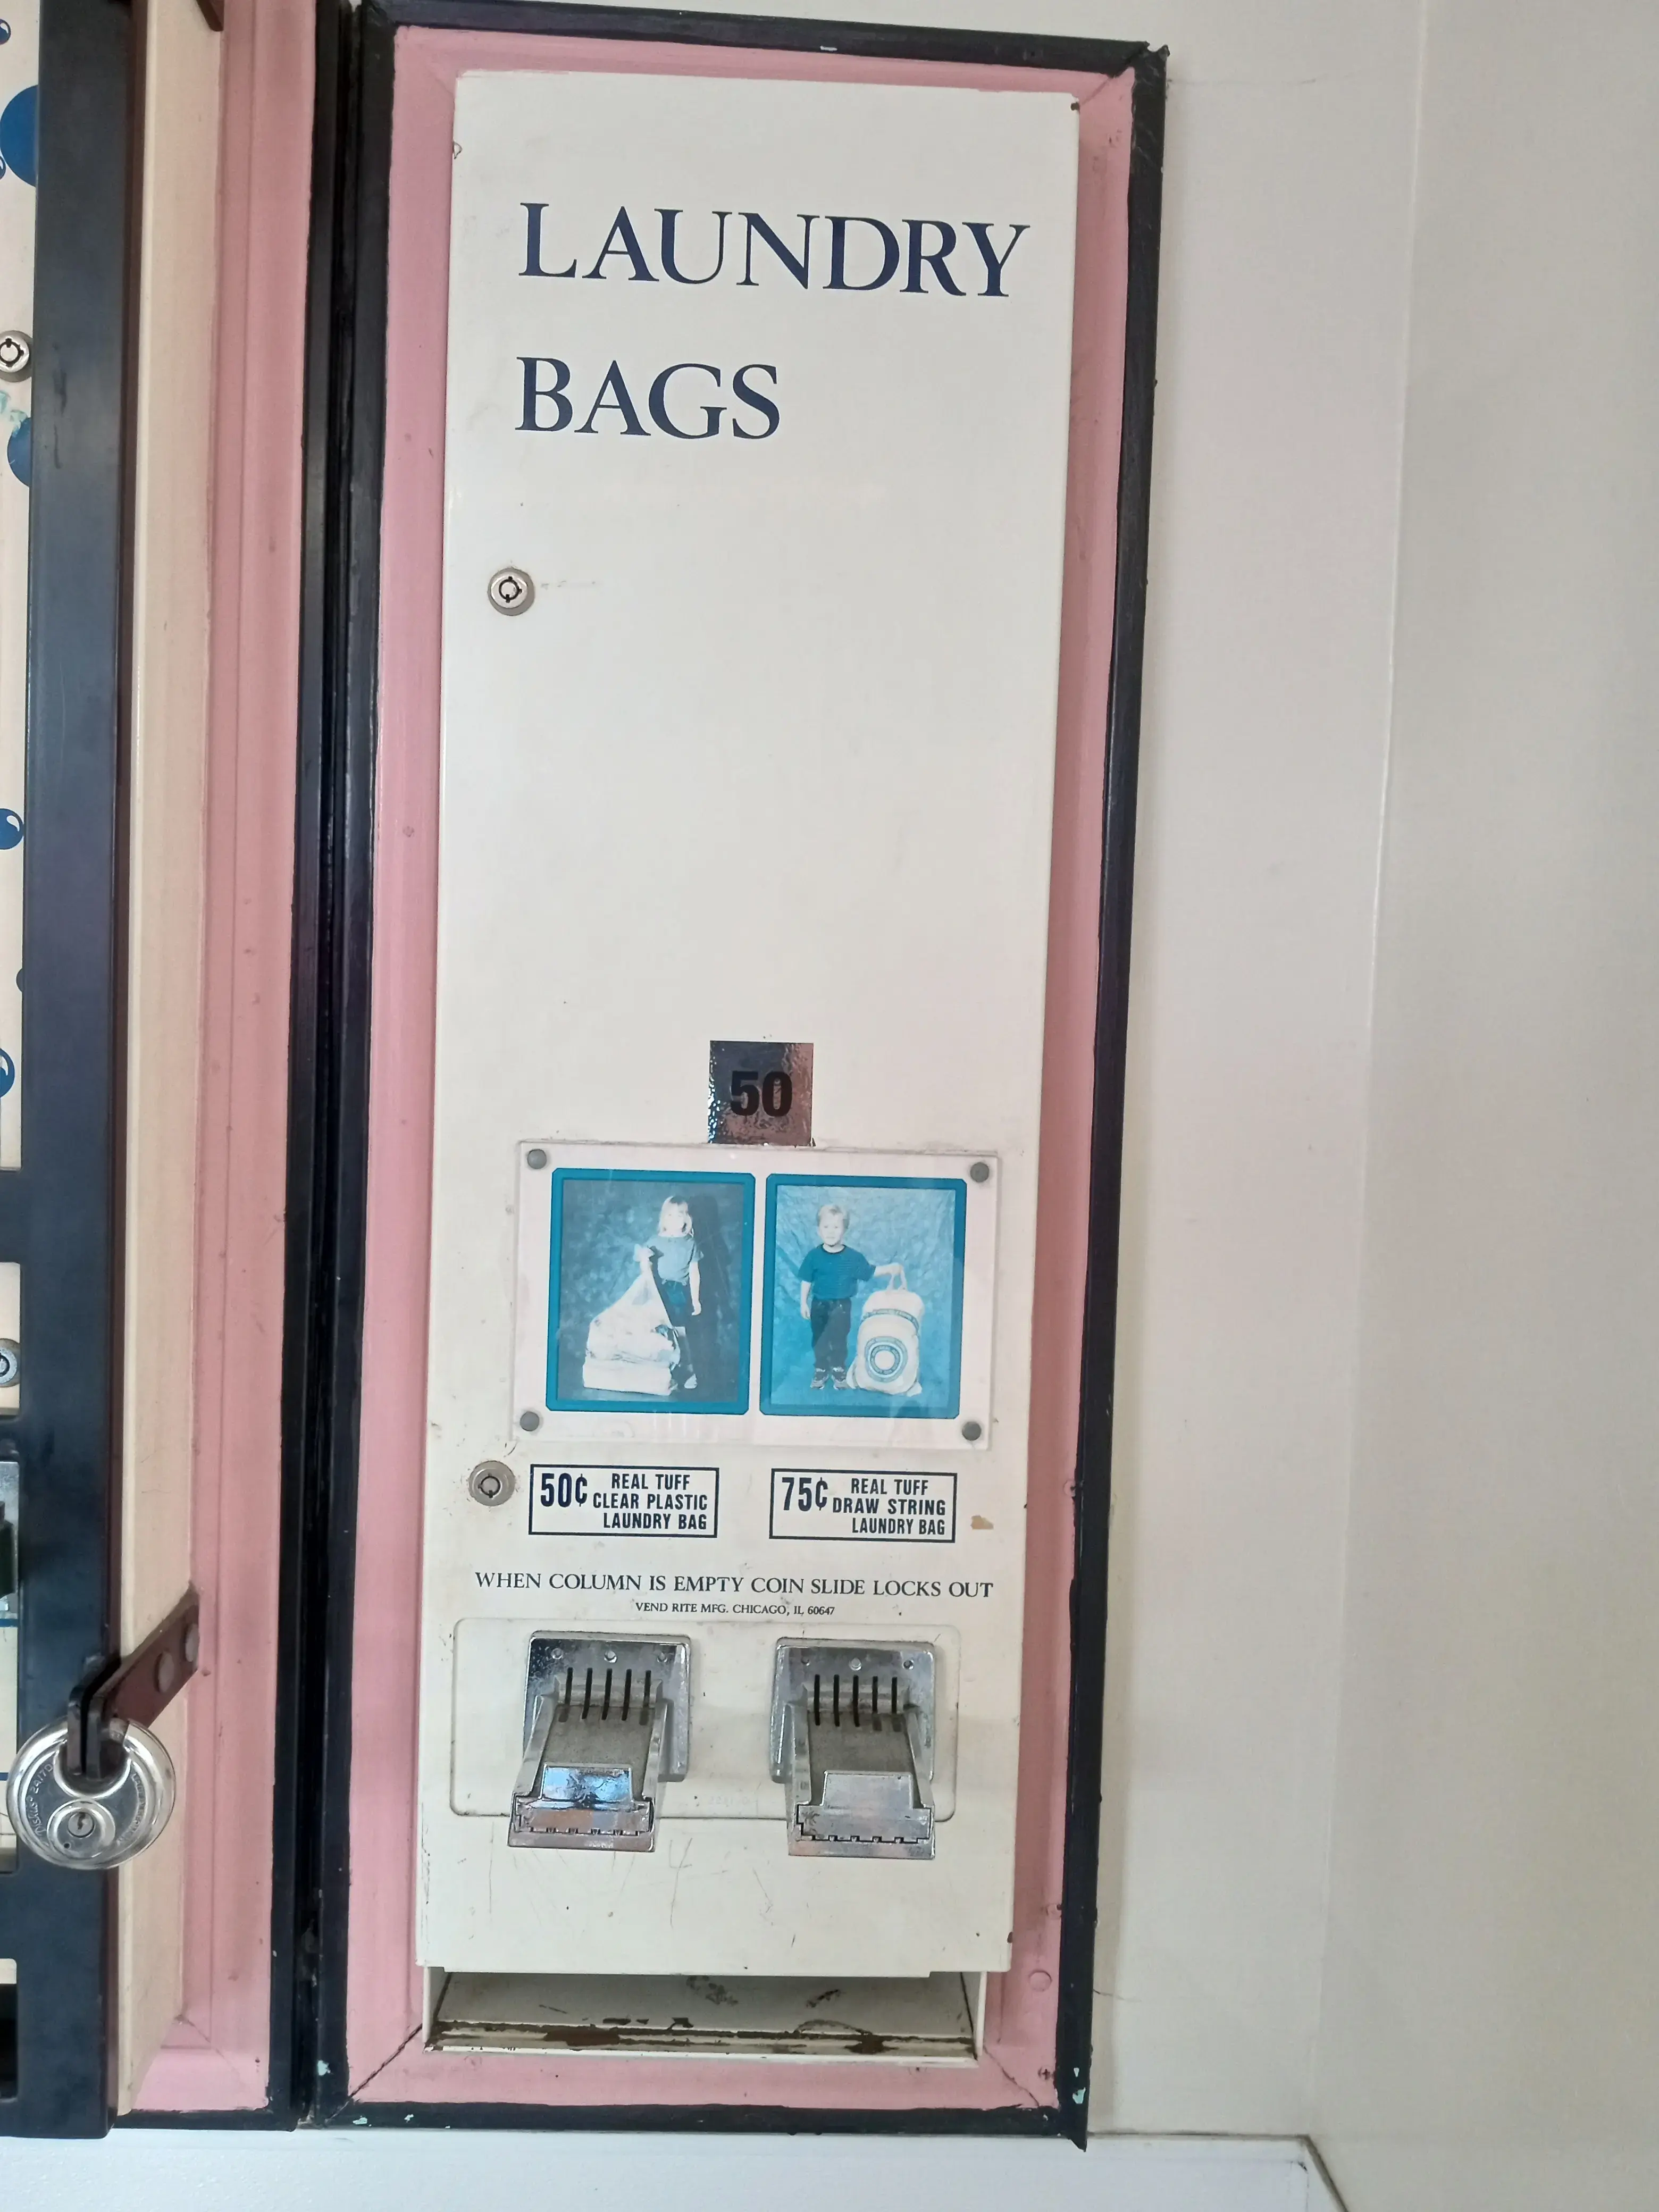 LAUNDRY
BAGS
50
50¢ REAL TUFF
CLEAR PLASTIC
LAUNDRY BAG
75¢ REAL TUFF
DRAW STRING
LAUNDRY BAG
WHEN COLUMN IS EMPTY COIN SLIDE LOCKS OUT
VEND RITE MFG. CHICAGO, IL 60647